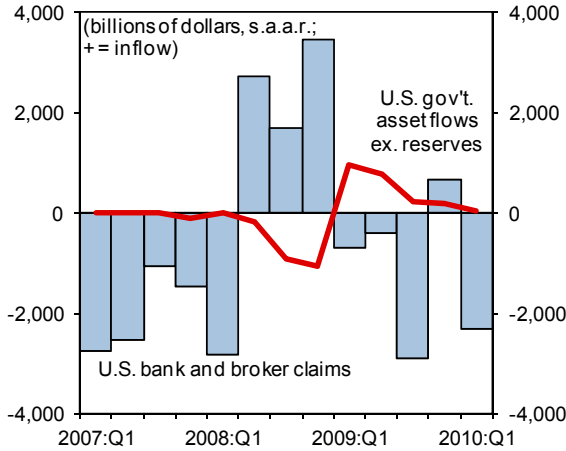 (billions of dollars, s.a.a.r.;
+ = inflow)
4,000
2,000
0
-2,000
-4,000
4,000
2,000
0
-2,000
-4,000
U.S. gov't.
asset flows
ex. reserves
U.S. bank and broker claims
2007:Q1
2008:Q1
2009:Q1
2010:Q1